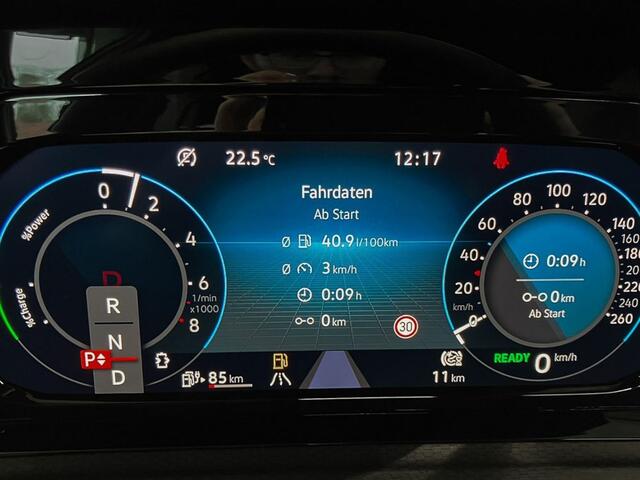 22.5 °C
12:17
Fahrdaten
Ab Start
Ø 40.9 l/100km
Ø 3 km/h
0:09 h
0 km
30
%Power
%Charge
0
2
4
6
8
1/min
x1000
D
R
N
P
D
85 km
0
20
40
60
80
100
120
140
160
180
200
220
240
260
km/h
0:09 h
0 km
Ab Start
READY 0 km/h
11 km